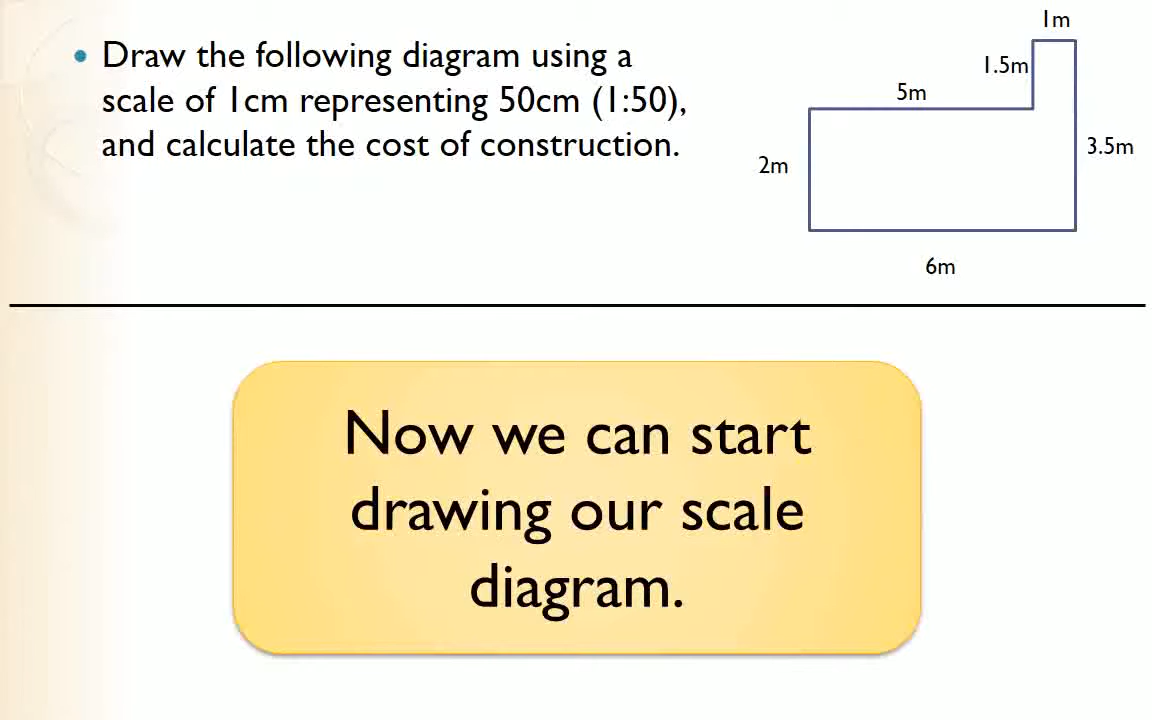 Draw the following diagram using a
scale of 1cm representing 50cm (1:50),
and calculate the cost of construction.
1m
1.5m
5m
2m
3.5m
6m
Now we can start
drawing our scale
diagram.